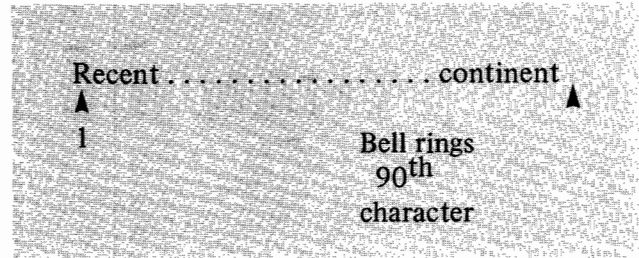 Recent . . . . . . . . . . . . . . . . . continent
1
Bell rings
90th
character